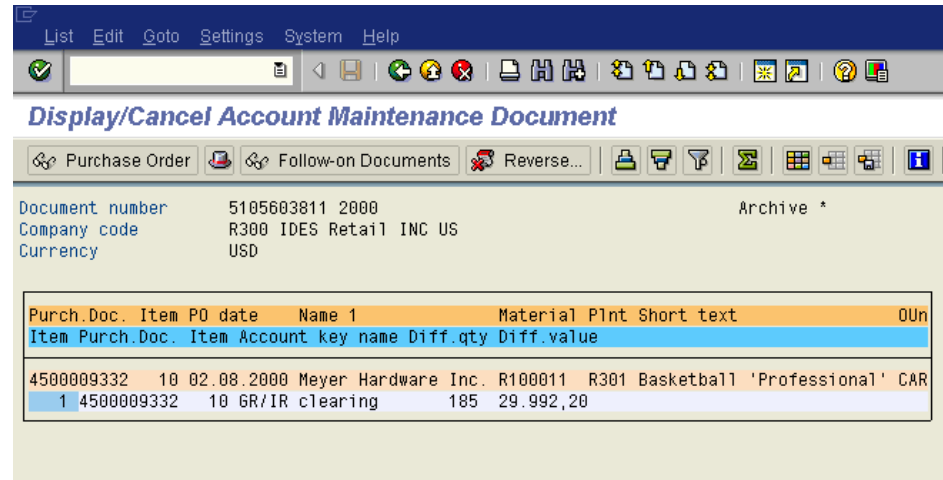 List Edit Goto Settings System Help
Display/Cancel Account Maintenance Document
Purchase Order Follow-on Documents Reverse...
Document number 5105603811 2000 Archive *
Company code R300 IDES Retail INC US
Currency USD
Purch.Doc. Item PO date Name 1 Material Plnt Short text OUn
Item Purch.Doc. Item Account key name Diff.qty Diff.value
4500009332 10 02.08.2000 Meyer Hardware Inc. R100011 R301 Basketball 'Professional' CAR
1 4500009332 10 GR/IR clearing 185 29.992,20